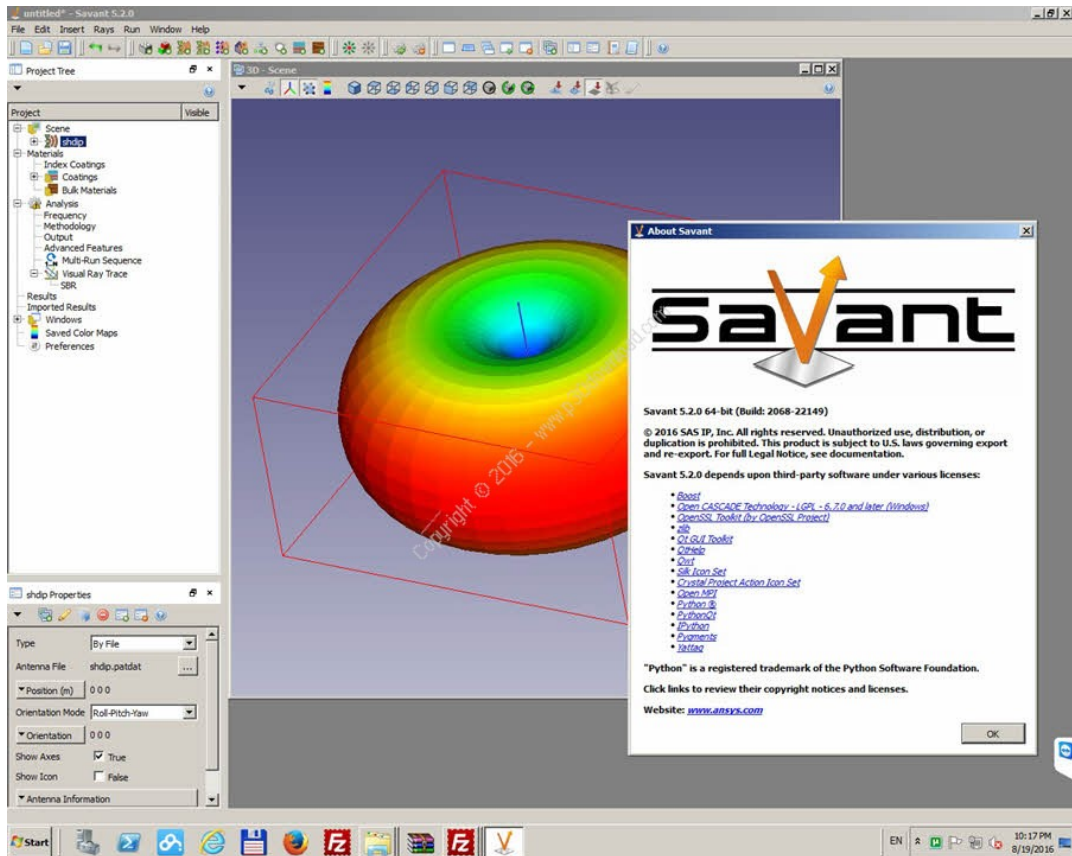 untitled* - Savant 5.2.0
File Edit Insert Rays Run Window Help
Project Tree
Project Visible
Scene
shdip
Materials
Index Coatings
Coatings
Bulk Materials
Analysis
Frequency
Methodology
Output
Advanced Features
Multi-Run Sequence
Visual Ray Trace
SBR
Results
Imported Results
Windows
Saved Color Maps
Preferences
shdip Properties
Type By File
Antenna File shdip.patdat ...
Position (m) 0 0 0
Orientation Mode Roll-Pitch-Yaw
Orientation 0 0 0
Show Axes True
Show Icon False
Antenna Information
3D - Scene
Copyright © 2016 - www.p30download.com
About Savant
Savant
Savant 5.2.0 64-bit (Build: 2068-22149)
© 2016 SAS IP, Inc. All rights reserved. Unauthorized use, distribution, or
duplication is prohibited. This product is subject to U.S. laws governing export
and re-export. For full Legal Notice, see documentation.
Savant 5.2.0 depends upon third-party software under various licenses:
• Boost
• Open CASCADE Technology - LGPL - 6.7.0 and later (Windows)
• OpenSSL Toolkit (by OpenSSL Project)
• zlib
• Qt GUI Toolkit
• QtHelp
• Qwt
• Silk Icon Set
• Crystal Project Action Icon Set
• Open MPI
• Python ®
• PythonQt
• IPython
• Pygments
• Yattag
"Python" is a registered trademark of the Python Software Foundation.
Click links to review their copyright notices and licenses.
Website: www.ansys.com
OK
Start
EN
10:17 PM
8/19/2016